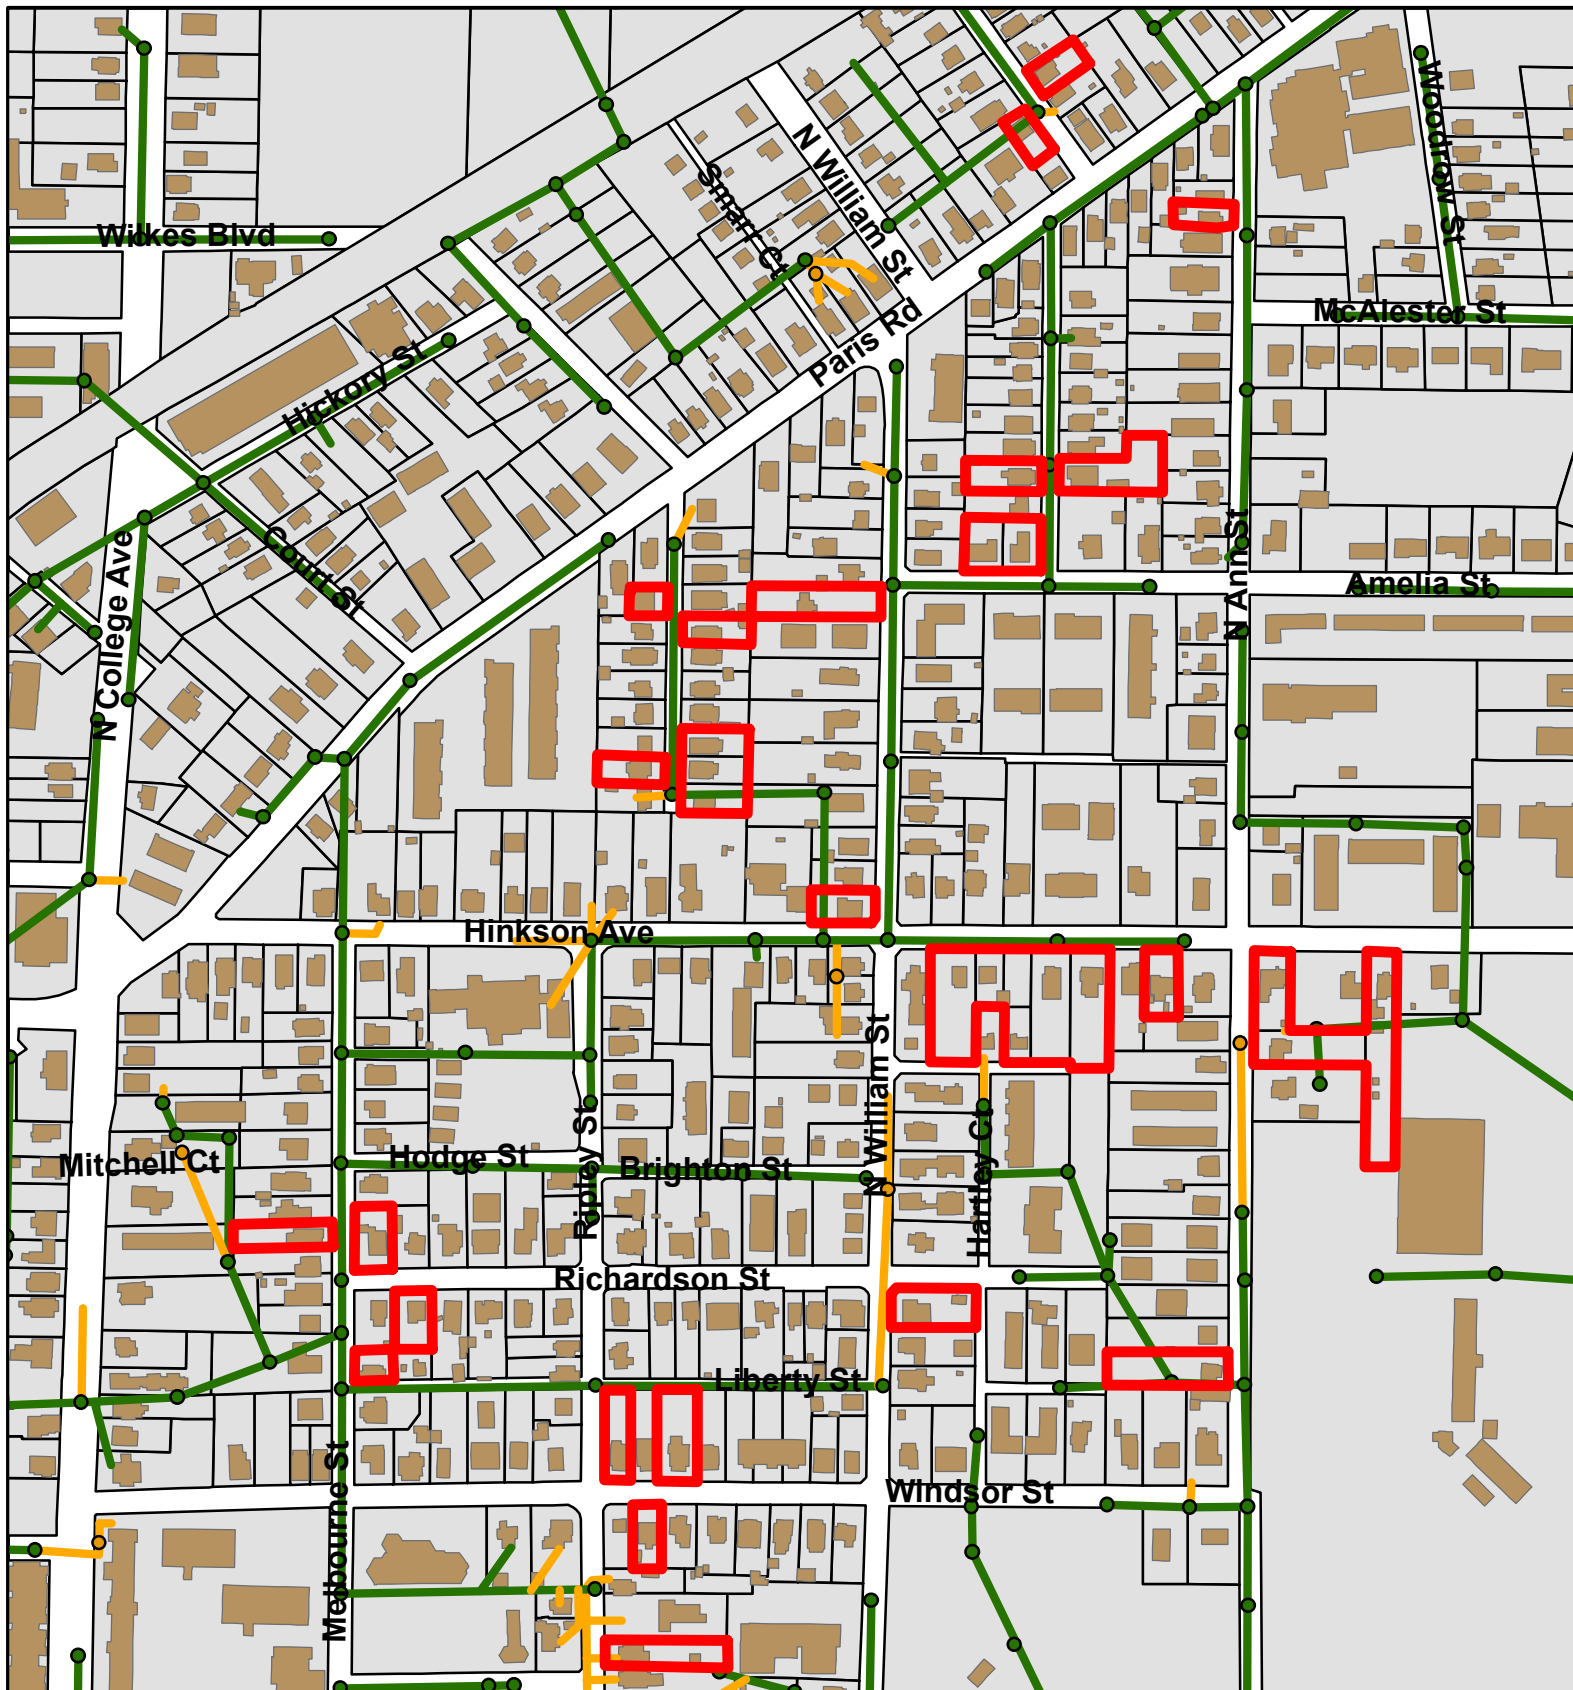 Woodrow St
N William St
Smarr Ct
Wilkes Blvd
McAlester St
Paris Rd
Hickory St
Court St
N College Ave
N Ann St
Amelia St
Hinkson Ave
N William St
Hartley Ct
Ripley St
Hodge St
Brighton St
Mitchell Ct
Richardson St
Liberty St
Melbourne St
Windsor St